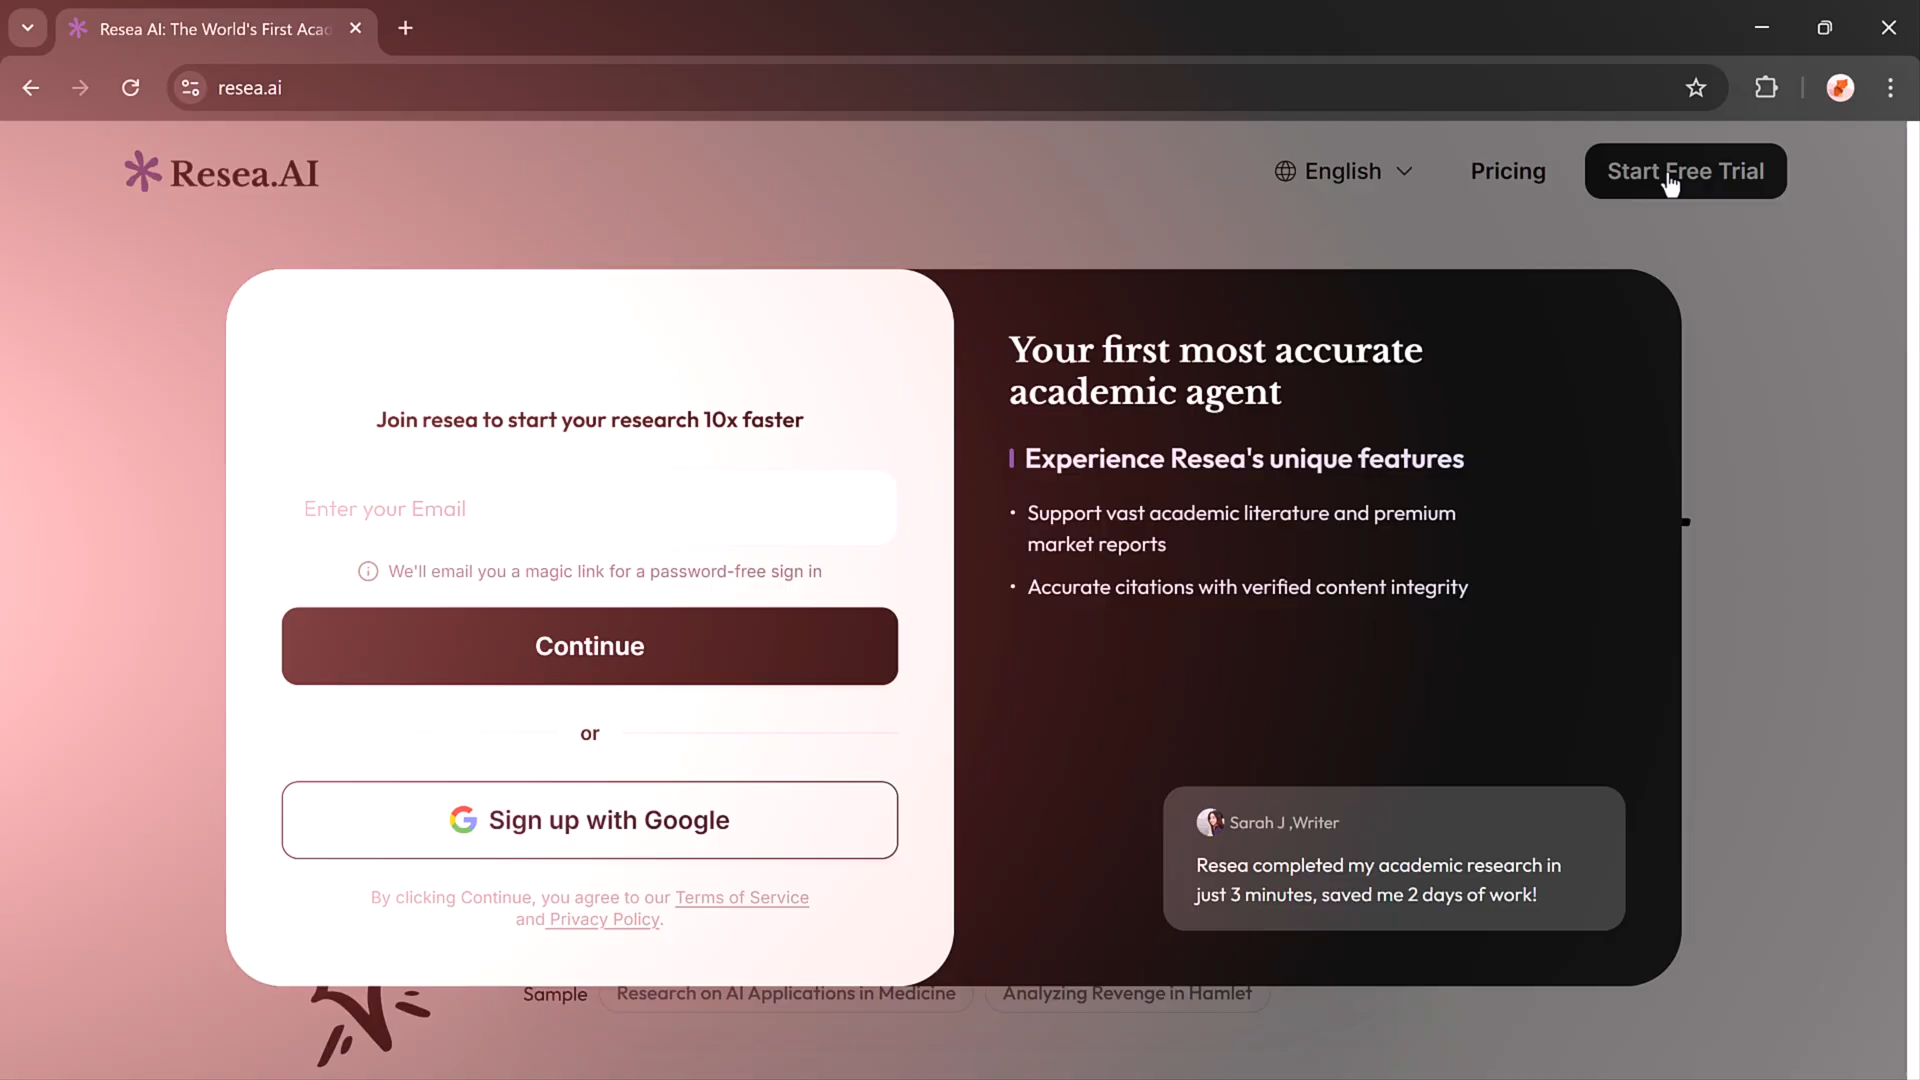 Resea AI: The World's First Acad
resea.ai
Resea.AI
English
Pricing
Start Free Trial
Join resea to start your research 10x faster
Enter your Email
We'll email you a magic link for a password-free sign in
Continue
or
Sign up with Google
By clicking Continue, you agree to our Terms of Service
and Privacy Policy.
Your first most accurate
academic agent
Experience Resea's unique features
• Support vast academic literature and premium
market reports
• Accurate citations with verified content integrity
Sarah J ,Writer
Resea completed my academic research in
just 3 minutes, saved me 2 days of work!
Sample
Research on AI Applications in Medicine
Analyzing Revenge in Hamlet